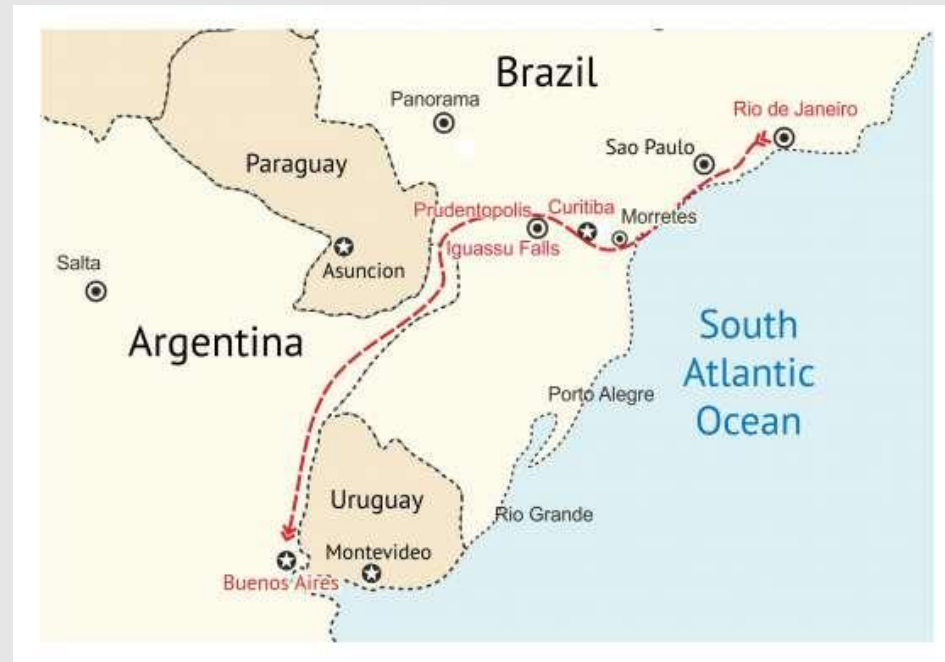 Brazil
Panorama
Rio de Janeiro
Sao Paulo
Paraguay
Prudentopolis
Curitiba
Morretes
Iguassu Falls
Asuncion
Salta
Argentina
South
Atlantic
Ocean
Porto Alegre
Uruguay
Rio Grande
Montevideo
Buenos Aires